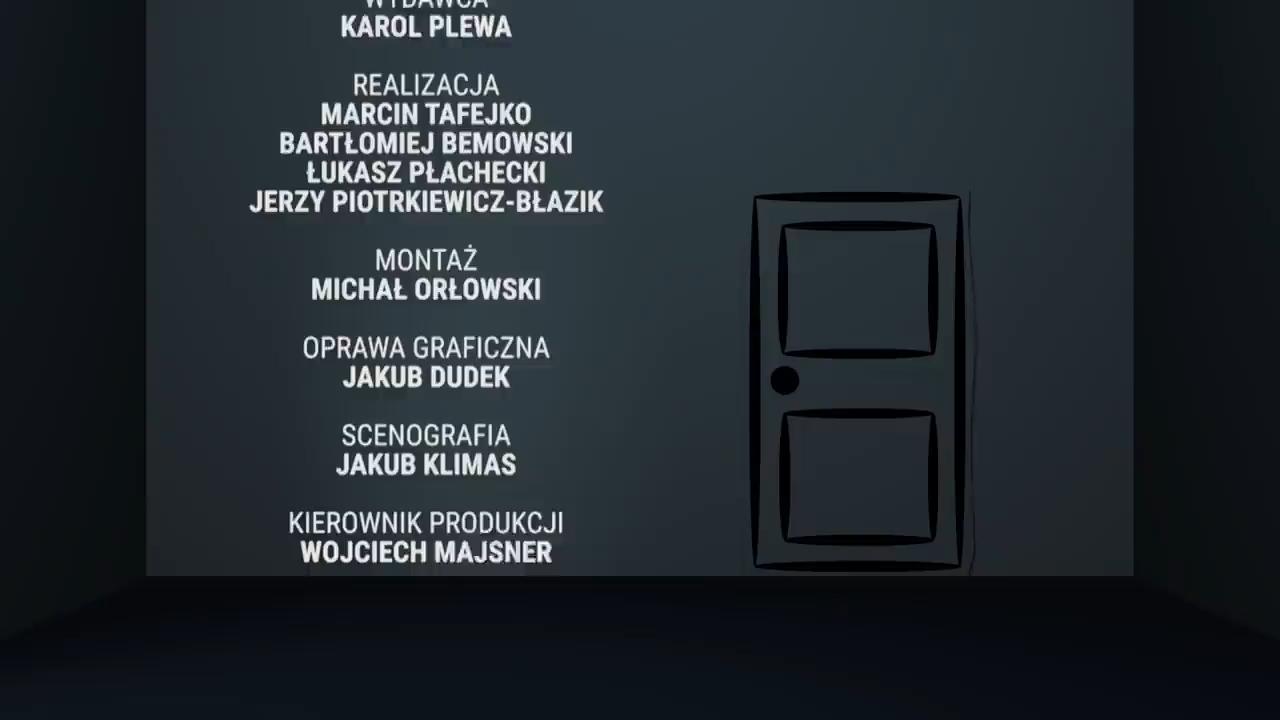 WYDAWCA
KAROL PLEWA
REALIZACJA
MARCIN TAFEJKO
BARTŁOMIEJ BEMOWSKI
ŁUKASZ PŁACHECKI
JERZY PIOTRKIEWICZ-BŁAZIK
MONTAŻ
MICHAŁ ORŁOWSKI
OPRAWA GRAFICZNA
JAKUB DUDEK
SCENOGRAFIA
JAKUB KLIMAS
KIEROWNIK PRODUKCJI
WOJCIECH MAJSNER